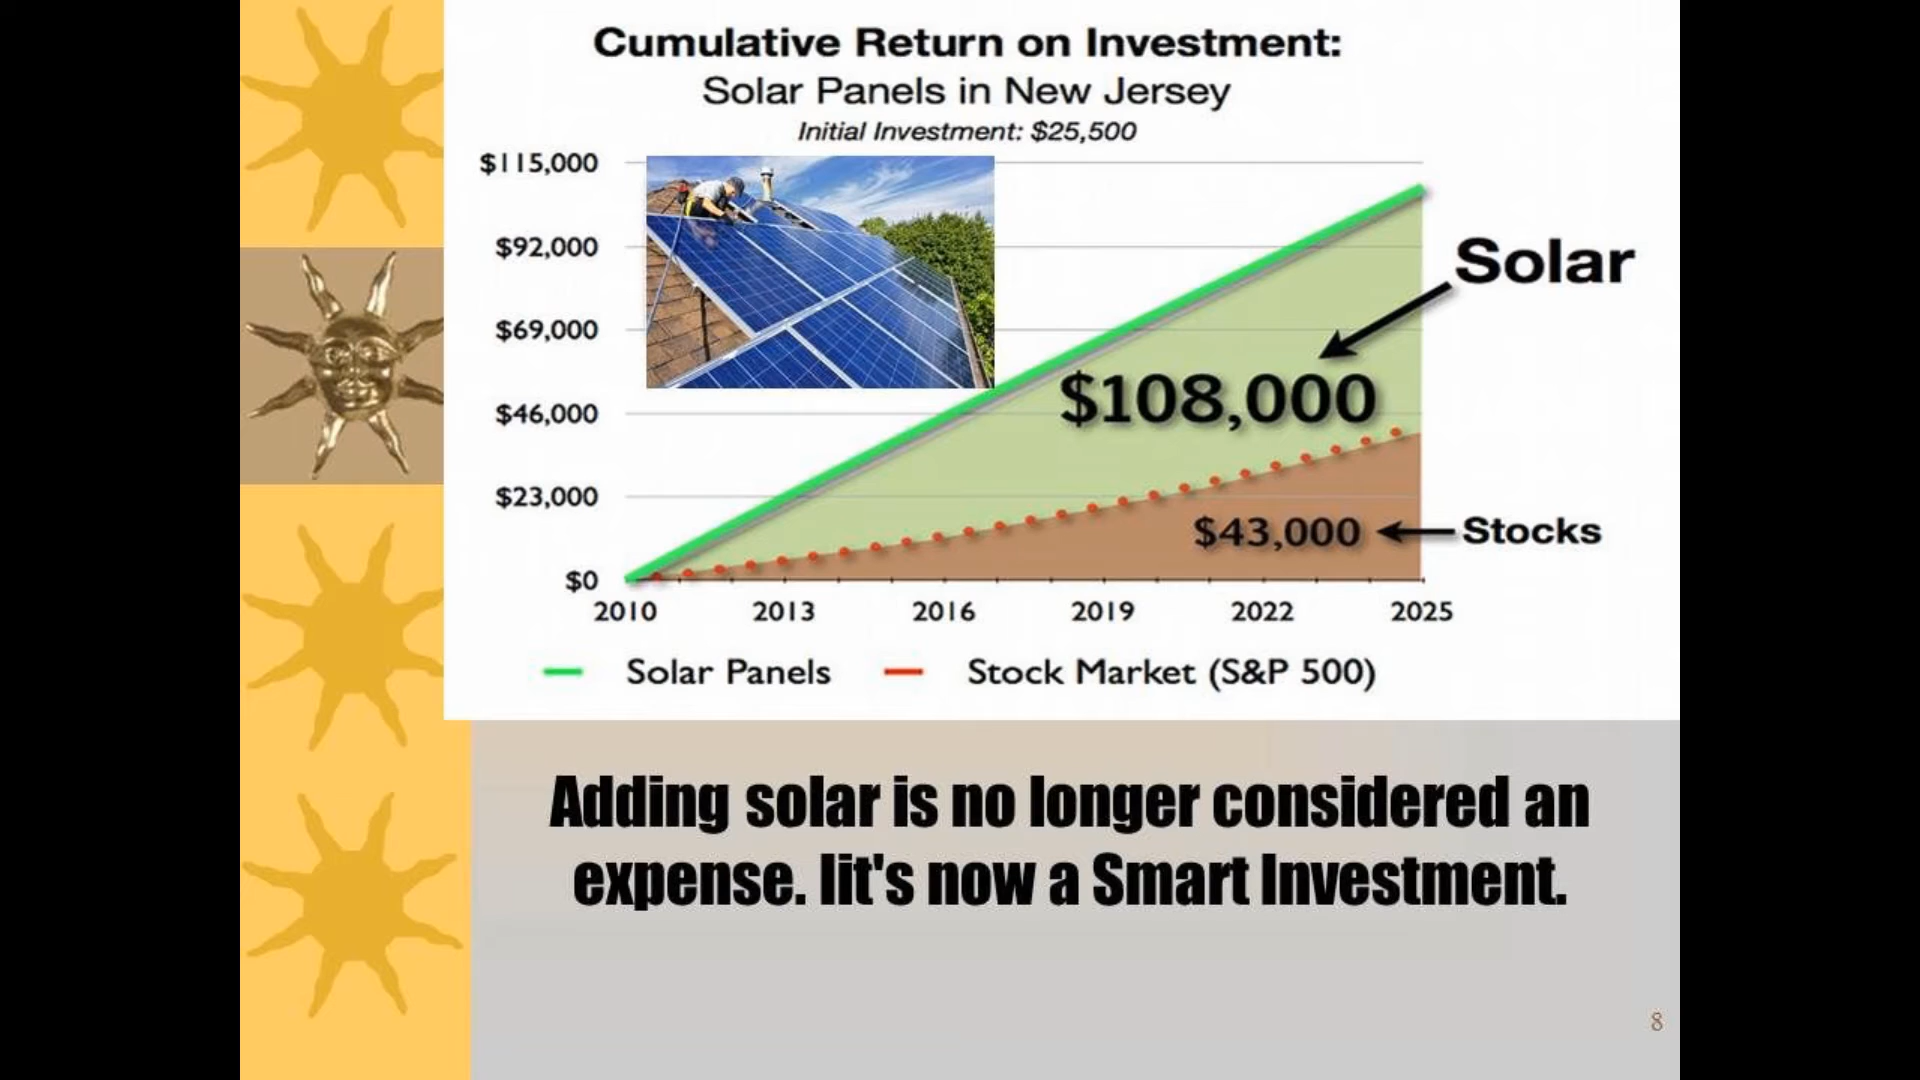 Cumulative Return on Investment:
Solar Panels in New Jersey
Initial Investment: $25,500
$115,000
$92,000
$69,000
$46,000
$23,000
$0
Solar
$108,000
$43,000
Stocks
2010 2013 2016 2019 2022 2025
Solar Panels Stock Market (S&P 500)
Adding solar is no longer considered an
expense. Iit's now a Smart Investment.
8